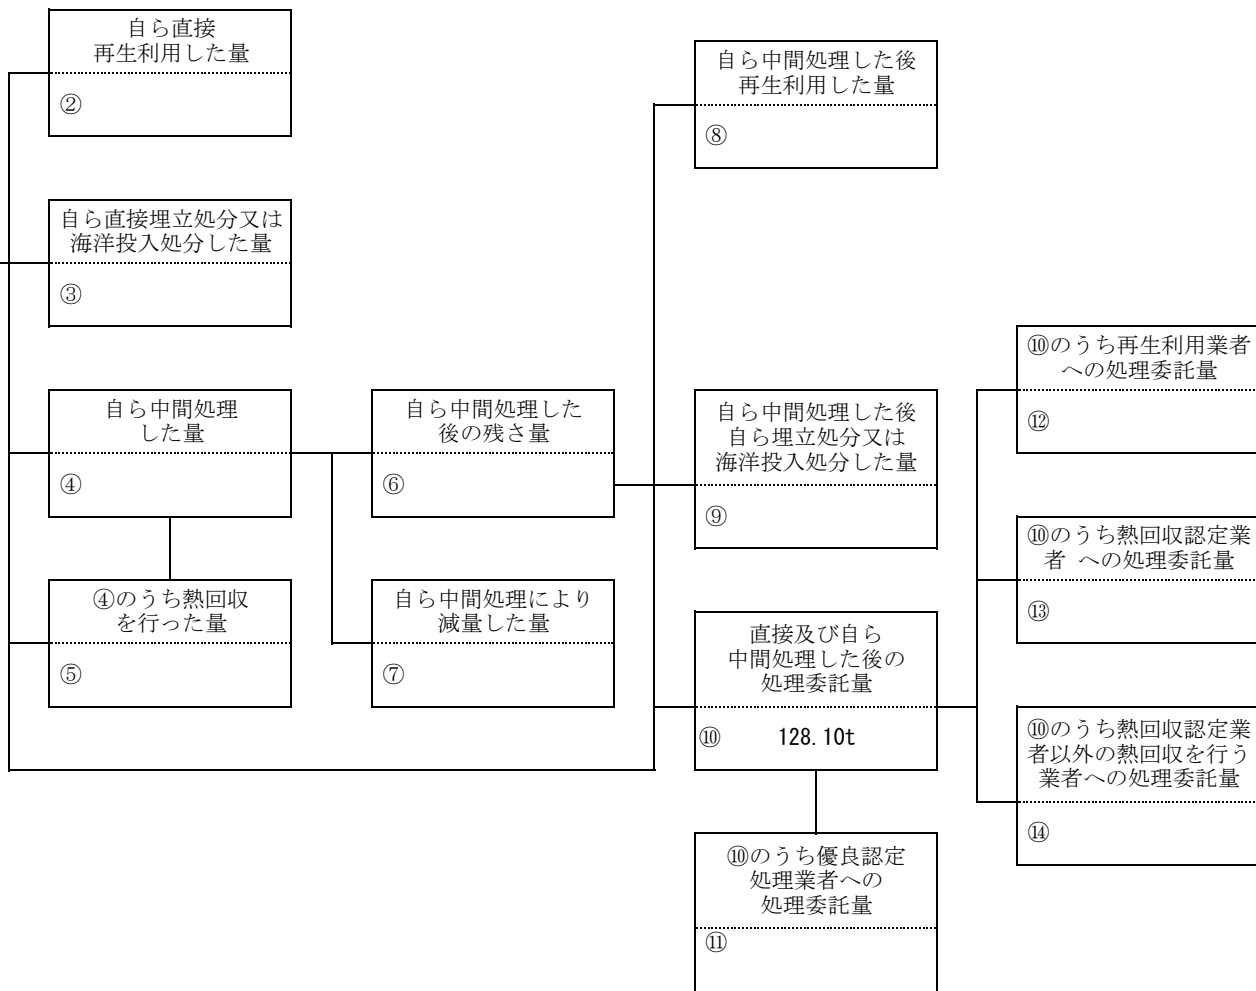 自ら直接
再生利用した量
②
自ら直接埋立処分又は
海洋投入処分した量
③
自ら中間処理
した量
④
④のうち熱回収
を行った量
⑤
自ら中間処理した
後の残さ量
⑥
自ら中間処理により
減量した量
⑦
自ら中間処理した後
再生利用した量
⑧
自ら中間処理した後
自ら埋立処分又は
海洋投入処分した量
⑨
直接及び自ら
中間処理した後の
処理委託量
⑩ 128.10t
⑩のうち優良認定
処理業者への
処理委託量
⑪
⑩のうち再生利用業者
への処理委託量
⑫
⑩のうち熱回収認定業
者 への処理委託量
⑬
⑩のうち熱回収認定業
者以外の熱回収を行う
業者への処理委託量
⑭